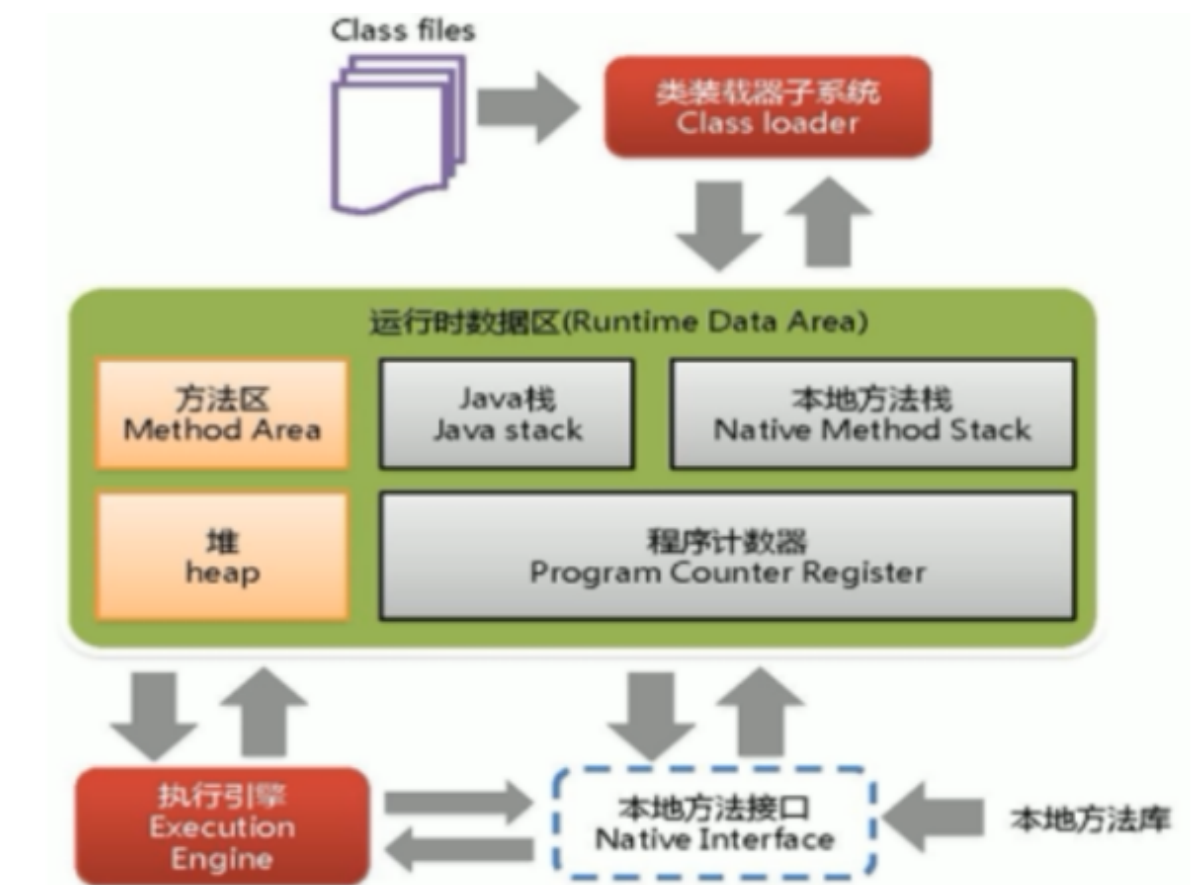 Class files
类装载器子系统
Class loader
运行时数据区(Runtime Data Area)
方法区
Method Area
Java栈
Java stack
本地方法栈
Native Method Stack
堆
heap
程序计数器
Program Counter Register
执行引擎
Execution
Engine
本地方法接口
Native Interface
本地方法库